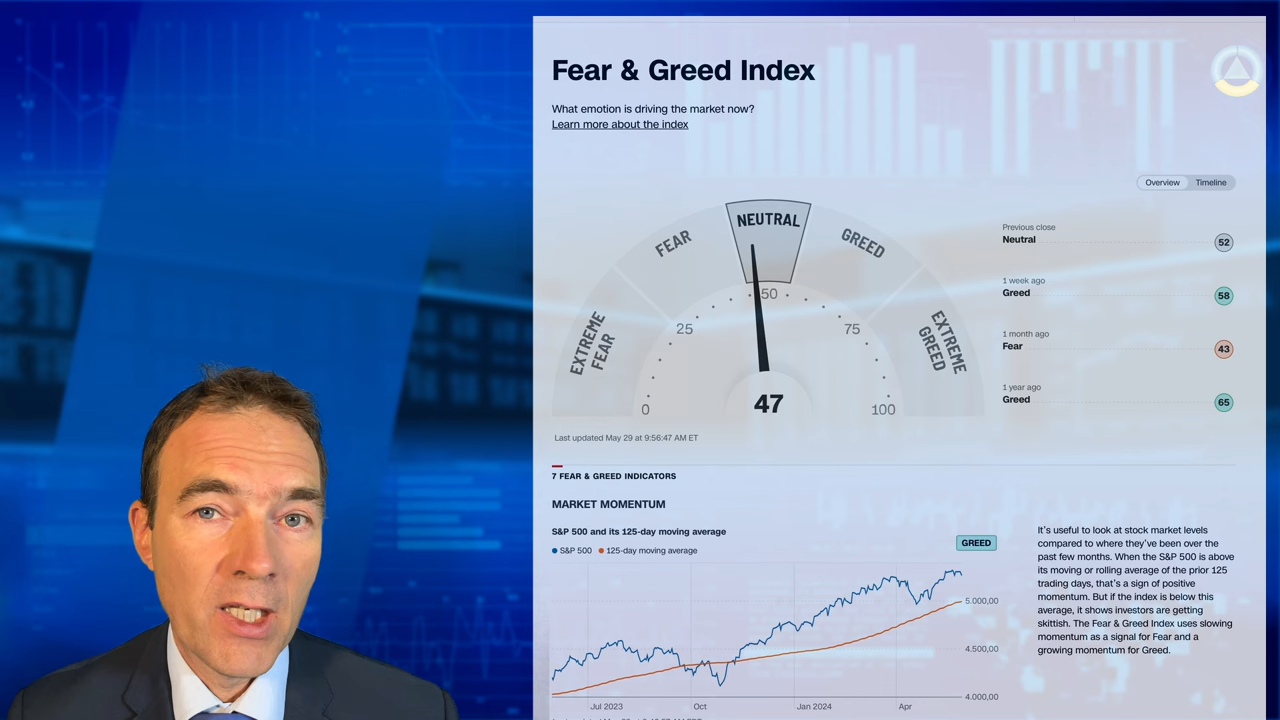 Fear & Greed Index
What emotion is driving the market now?
Learn more about the index
Overview
Timeline
EXTREME FEAR
FEAR
NEUTRAL
GREED
EXTREME GREED
0
25
50
75
100
47
Previous close
Neutral
52
1 week ago
Greed
58
1 month ago
Fear
43
1 year ago
Greed
65
Last updated May 29 at 9:56:47 AM ET
7 FEAR & GREED INDICATORS
MARKET MOMENTUM
S&P 500 and its 125-day moving average
S&P 500
125-day moving average
GREED
5.000,00
4.500,00
4.000,00
Jul 2023
Oct
Jan 2024
Apr
It's useful to look at stock market levels
compared to where they've been over the
past few months. When the S&P 500 is above
its moving or rolling average of the prior 125
trading days, that's a sign of positive
momentum. But if the index is below this
average, it shows investors are getting
skittish. The Fear & Greed Index uses slowing
momentum as a signal for Fear and a
growing momentum for Greed.